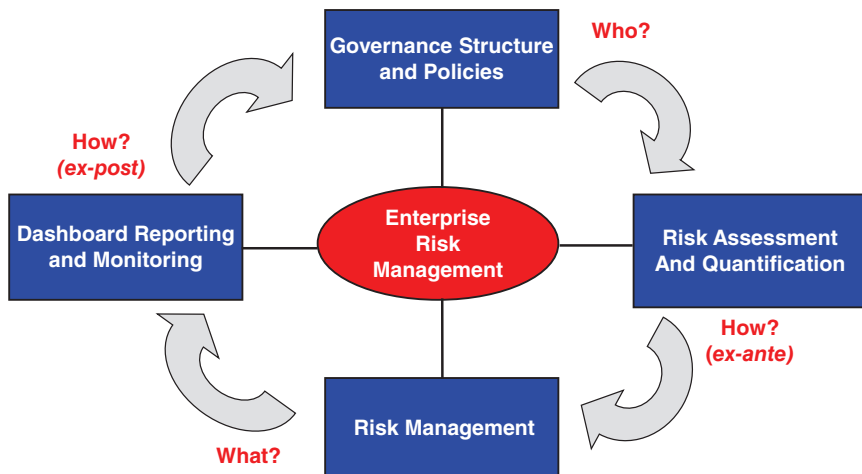 Governance Structure
and Policies
Who?
How?
(ex-post)
Dashboard Reporting
and Monitoring
Enterprise
Risk
Management
Risk Assessment
And Quantification
How?
(ex-ante)
Risk Management
What?